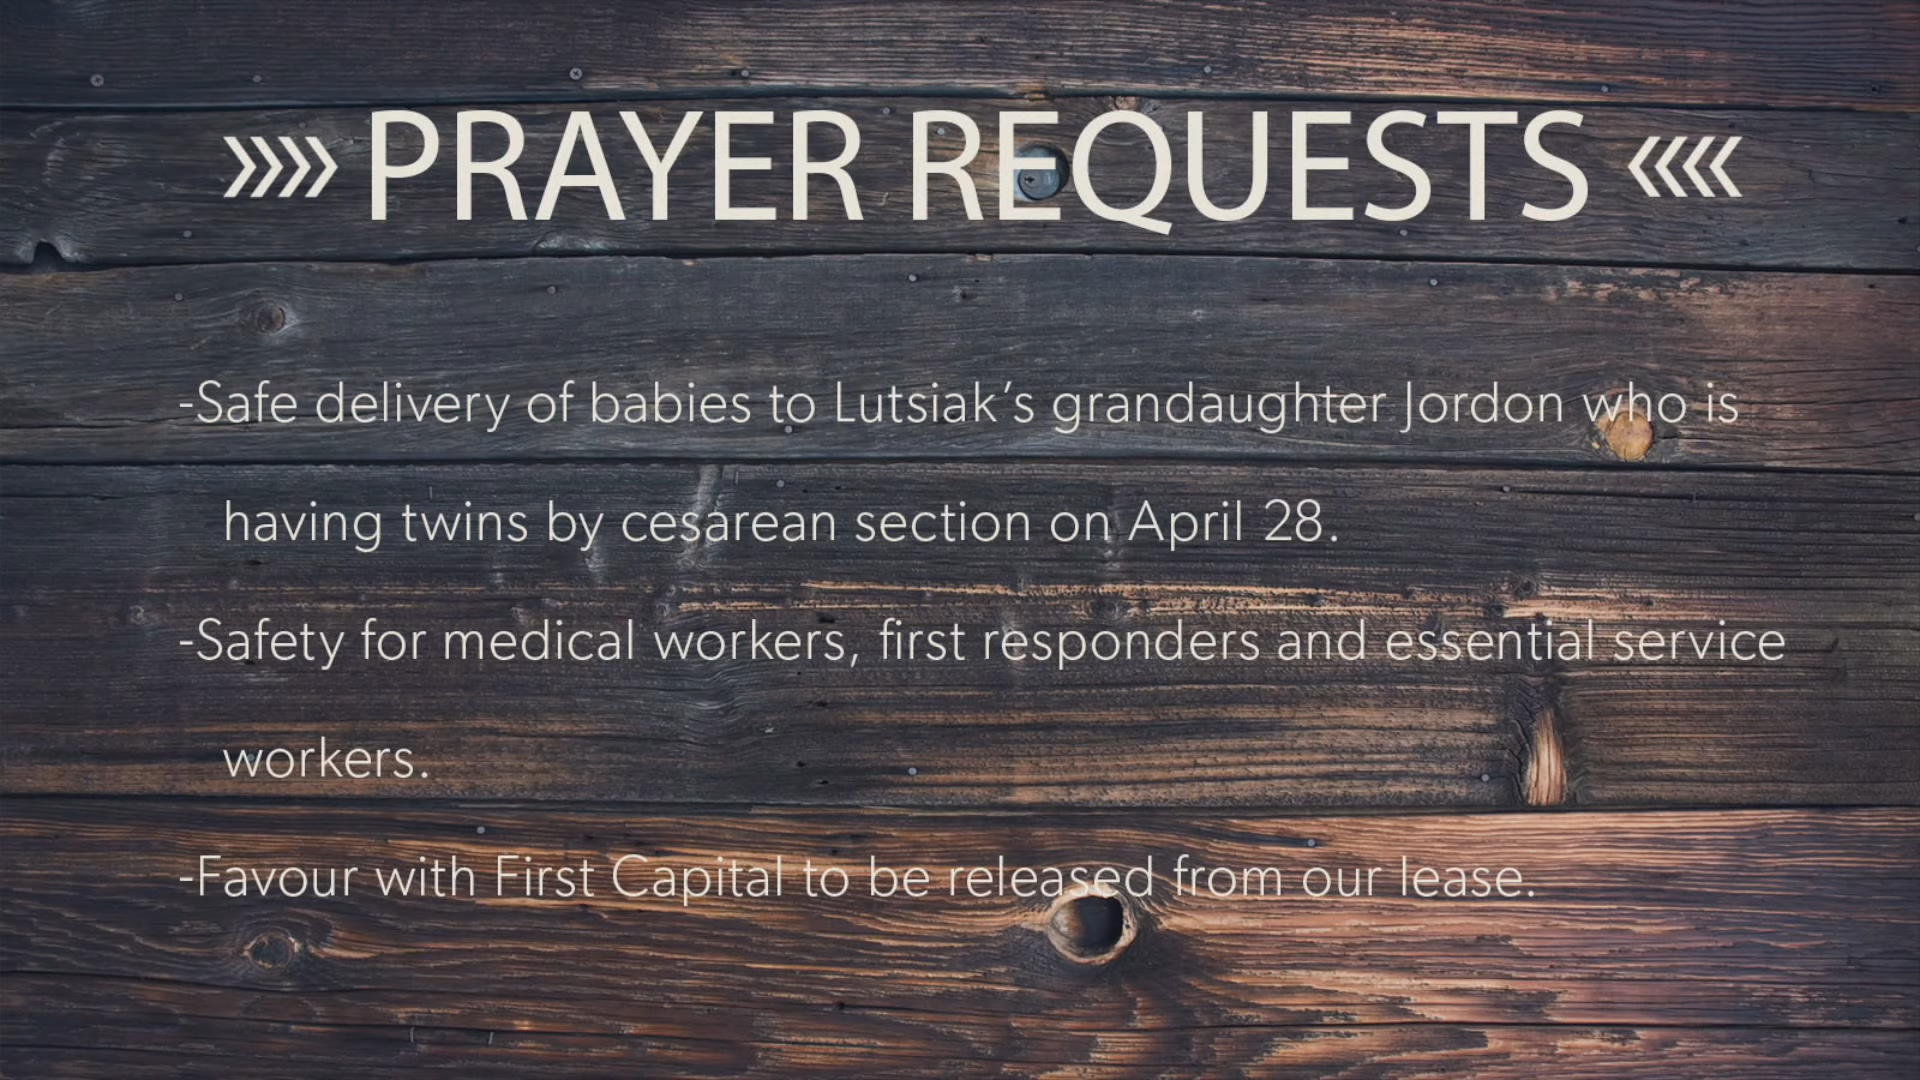 »» PRAYER REQUESTS ««
-Safe delivery of babies to Lutsiak’s grandaughter Jordon who is
having twins by cesarean section on April 28.
-Safety for medical workers, first responders and essential service
workers.
-Favour with First Capital to be released from our lease.